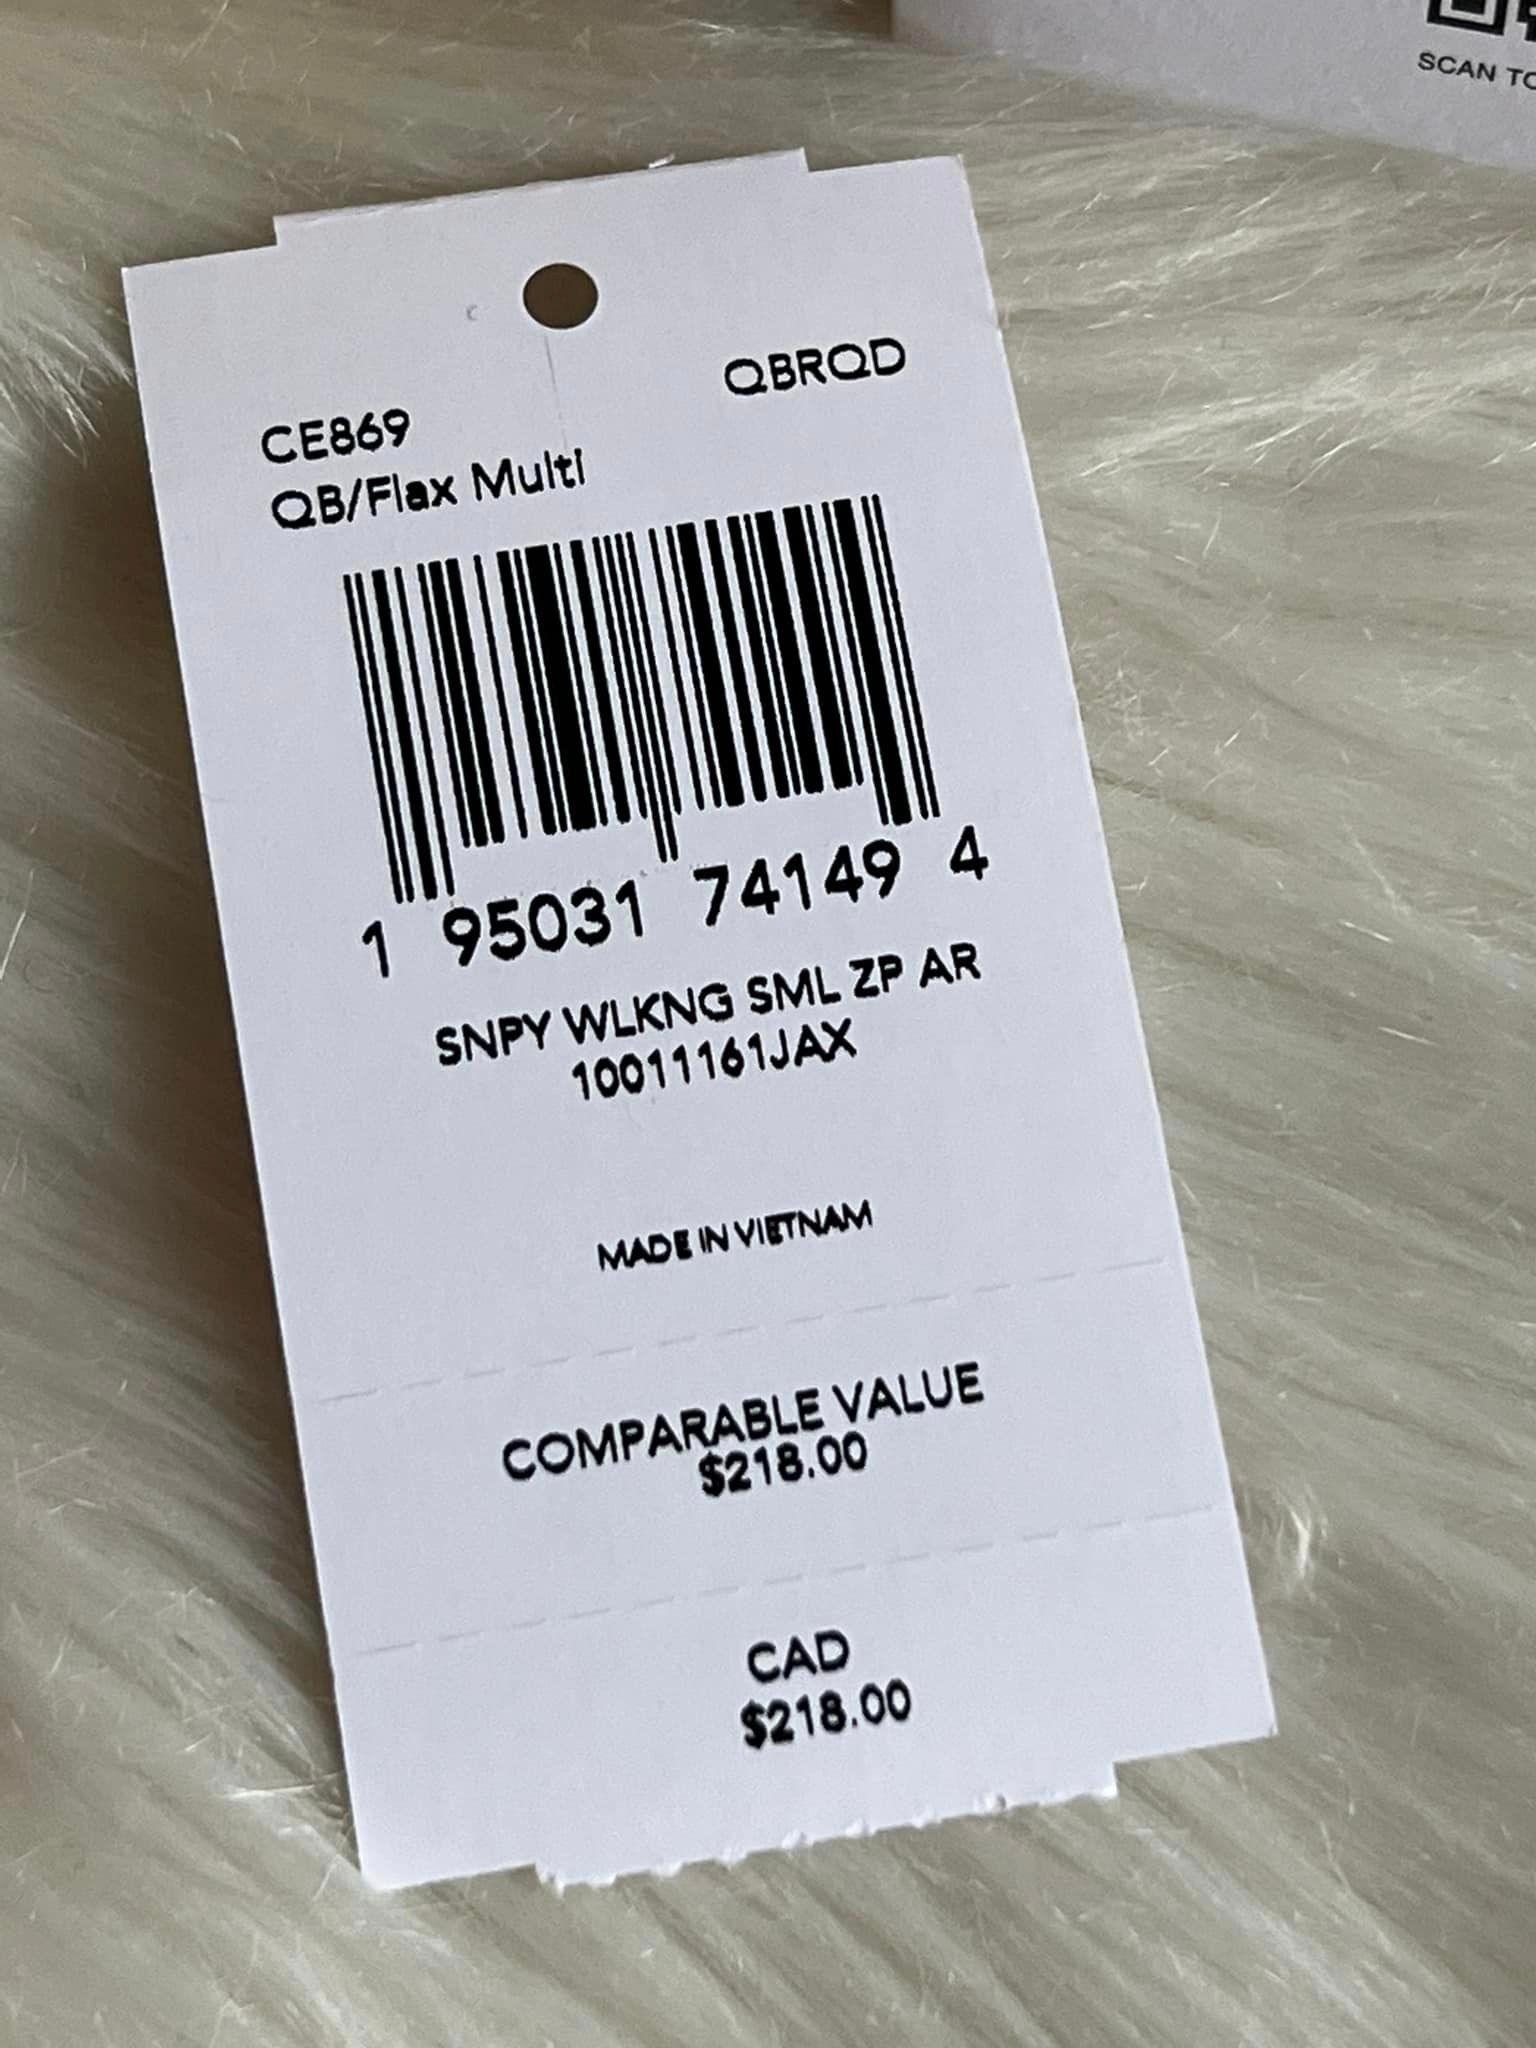 SCAN TO
QBRQD
CE869
QB/Flax Multi
1 95031 74149 4
SNPY WLKNG SML ZP AR
10011161JAX
MADE IN VIETNAM
COMPARABLE VALUE
$218.00
CAD
$218.00